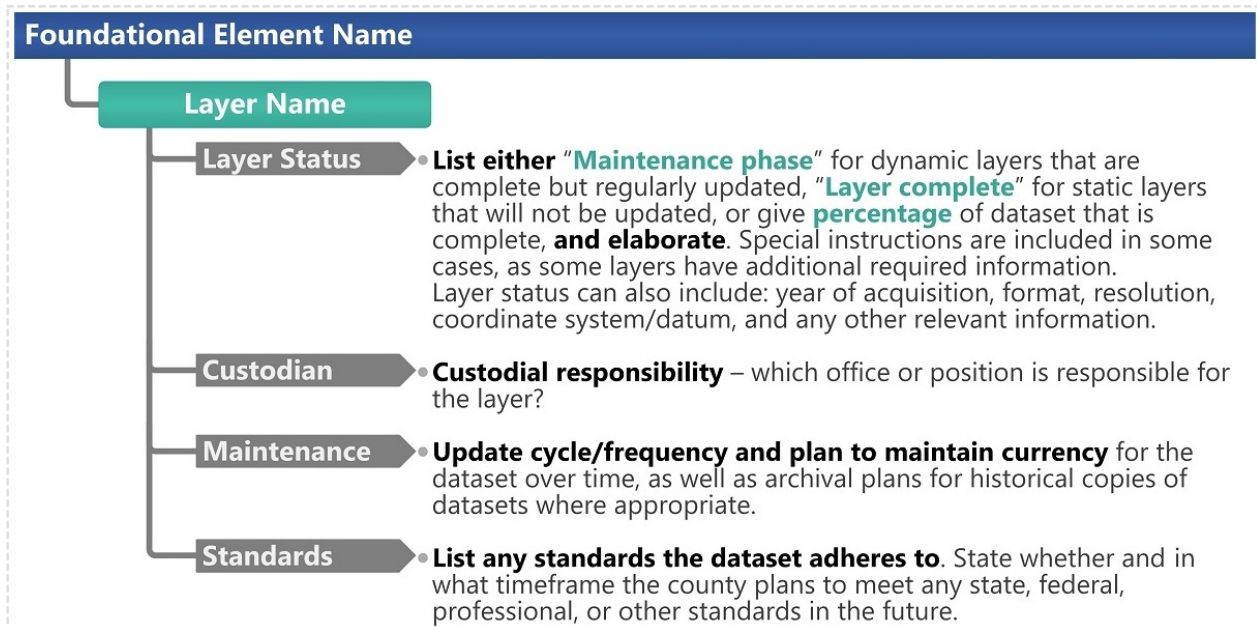 Foundational Element Name
Layer Name
Layer Status
List either “Maintenance phase” for dynamic layers that are
complete but regularly updated, “Layer complete” for static layers
that will not be updated, or give percentage of dataset that is
complete, and elaborate. Special instructions are included in some
cases, as some layers have additional required information.
Layer status can also include: year of acquisition, format, resolution,
coordinate system/datum, and any other relevant information.
Custodian
Custodial responsibility – which office or position is responsible for
the layer?
Maintenance
Update cycle/frequency and plan to maintain currency for the
dataset over time, as well as archival plans for historical copies of
datasets where appropriate.
Standards
List any standards the dataset adheres to. State whether and in
what timeframe the county plans to meet any state, federal,
professional, or other standards in the future.